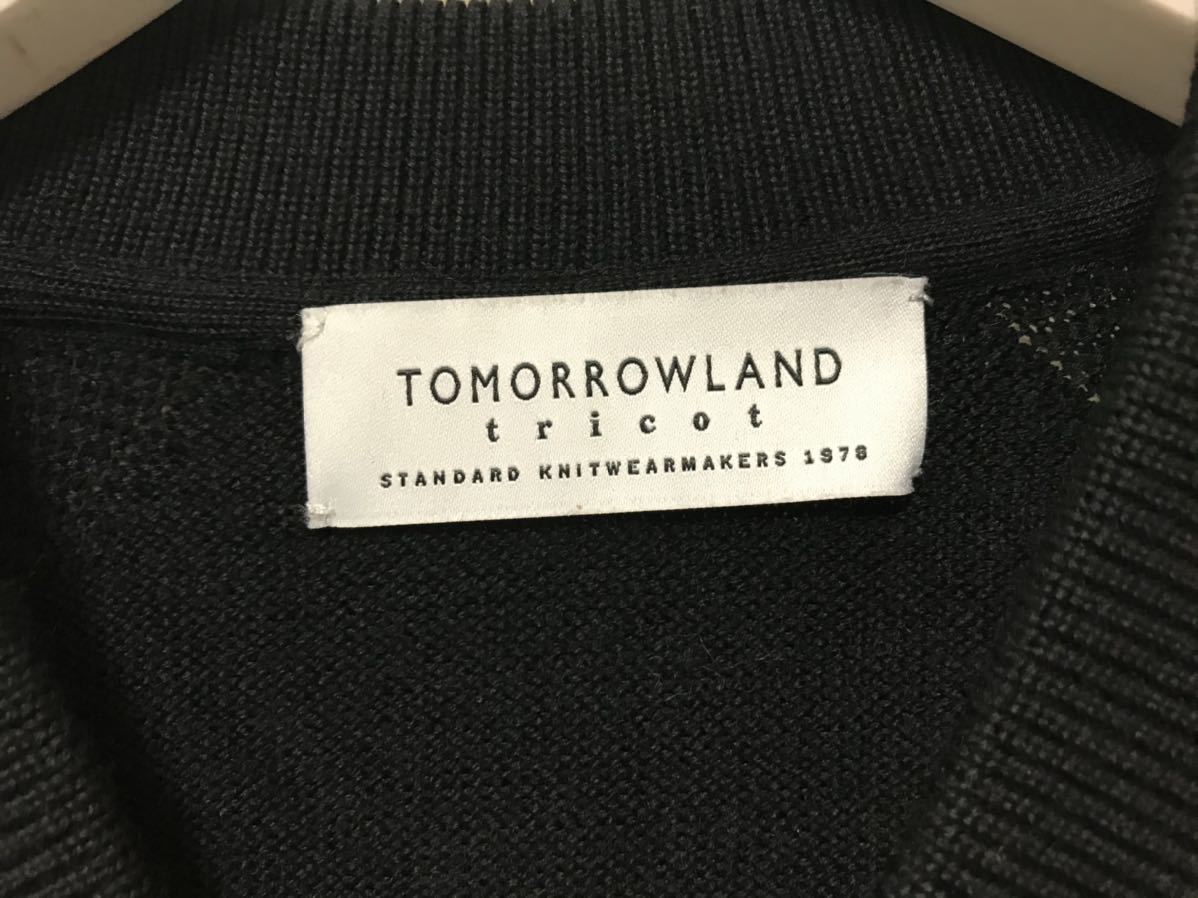 TOMORROWLAND
tricot
STANDARD KNITWEARMAKERS 1978